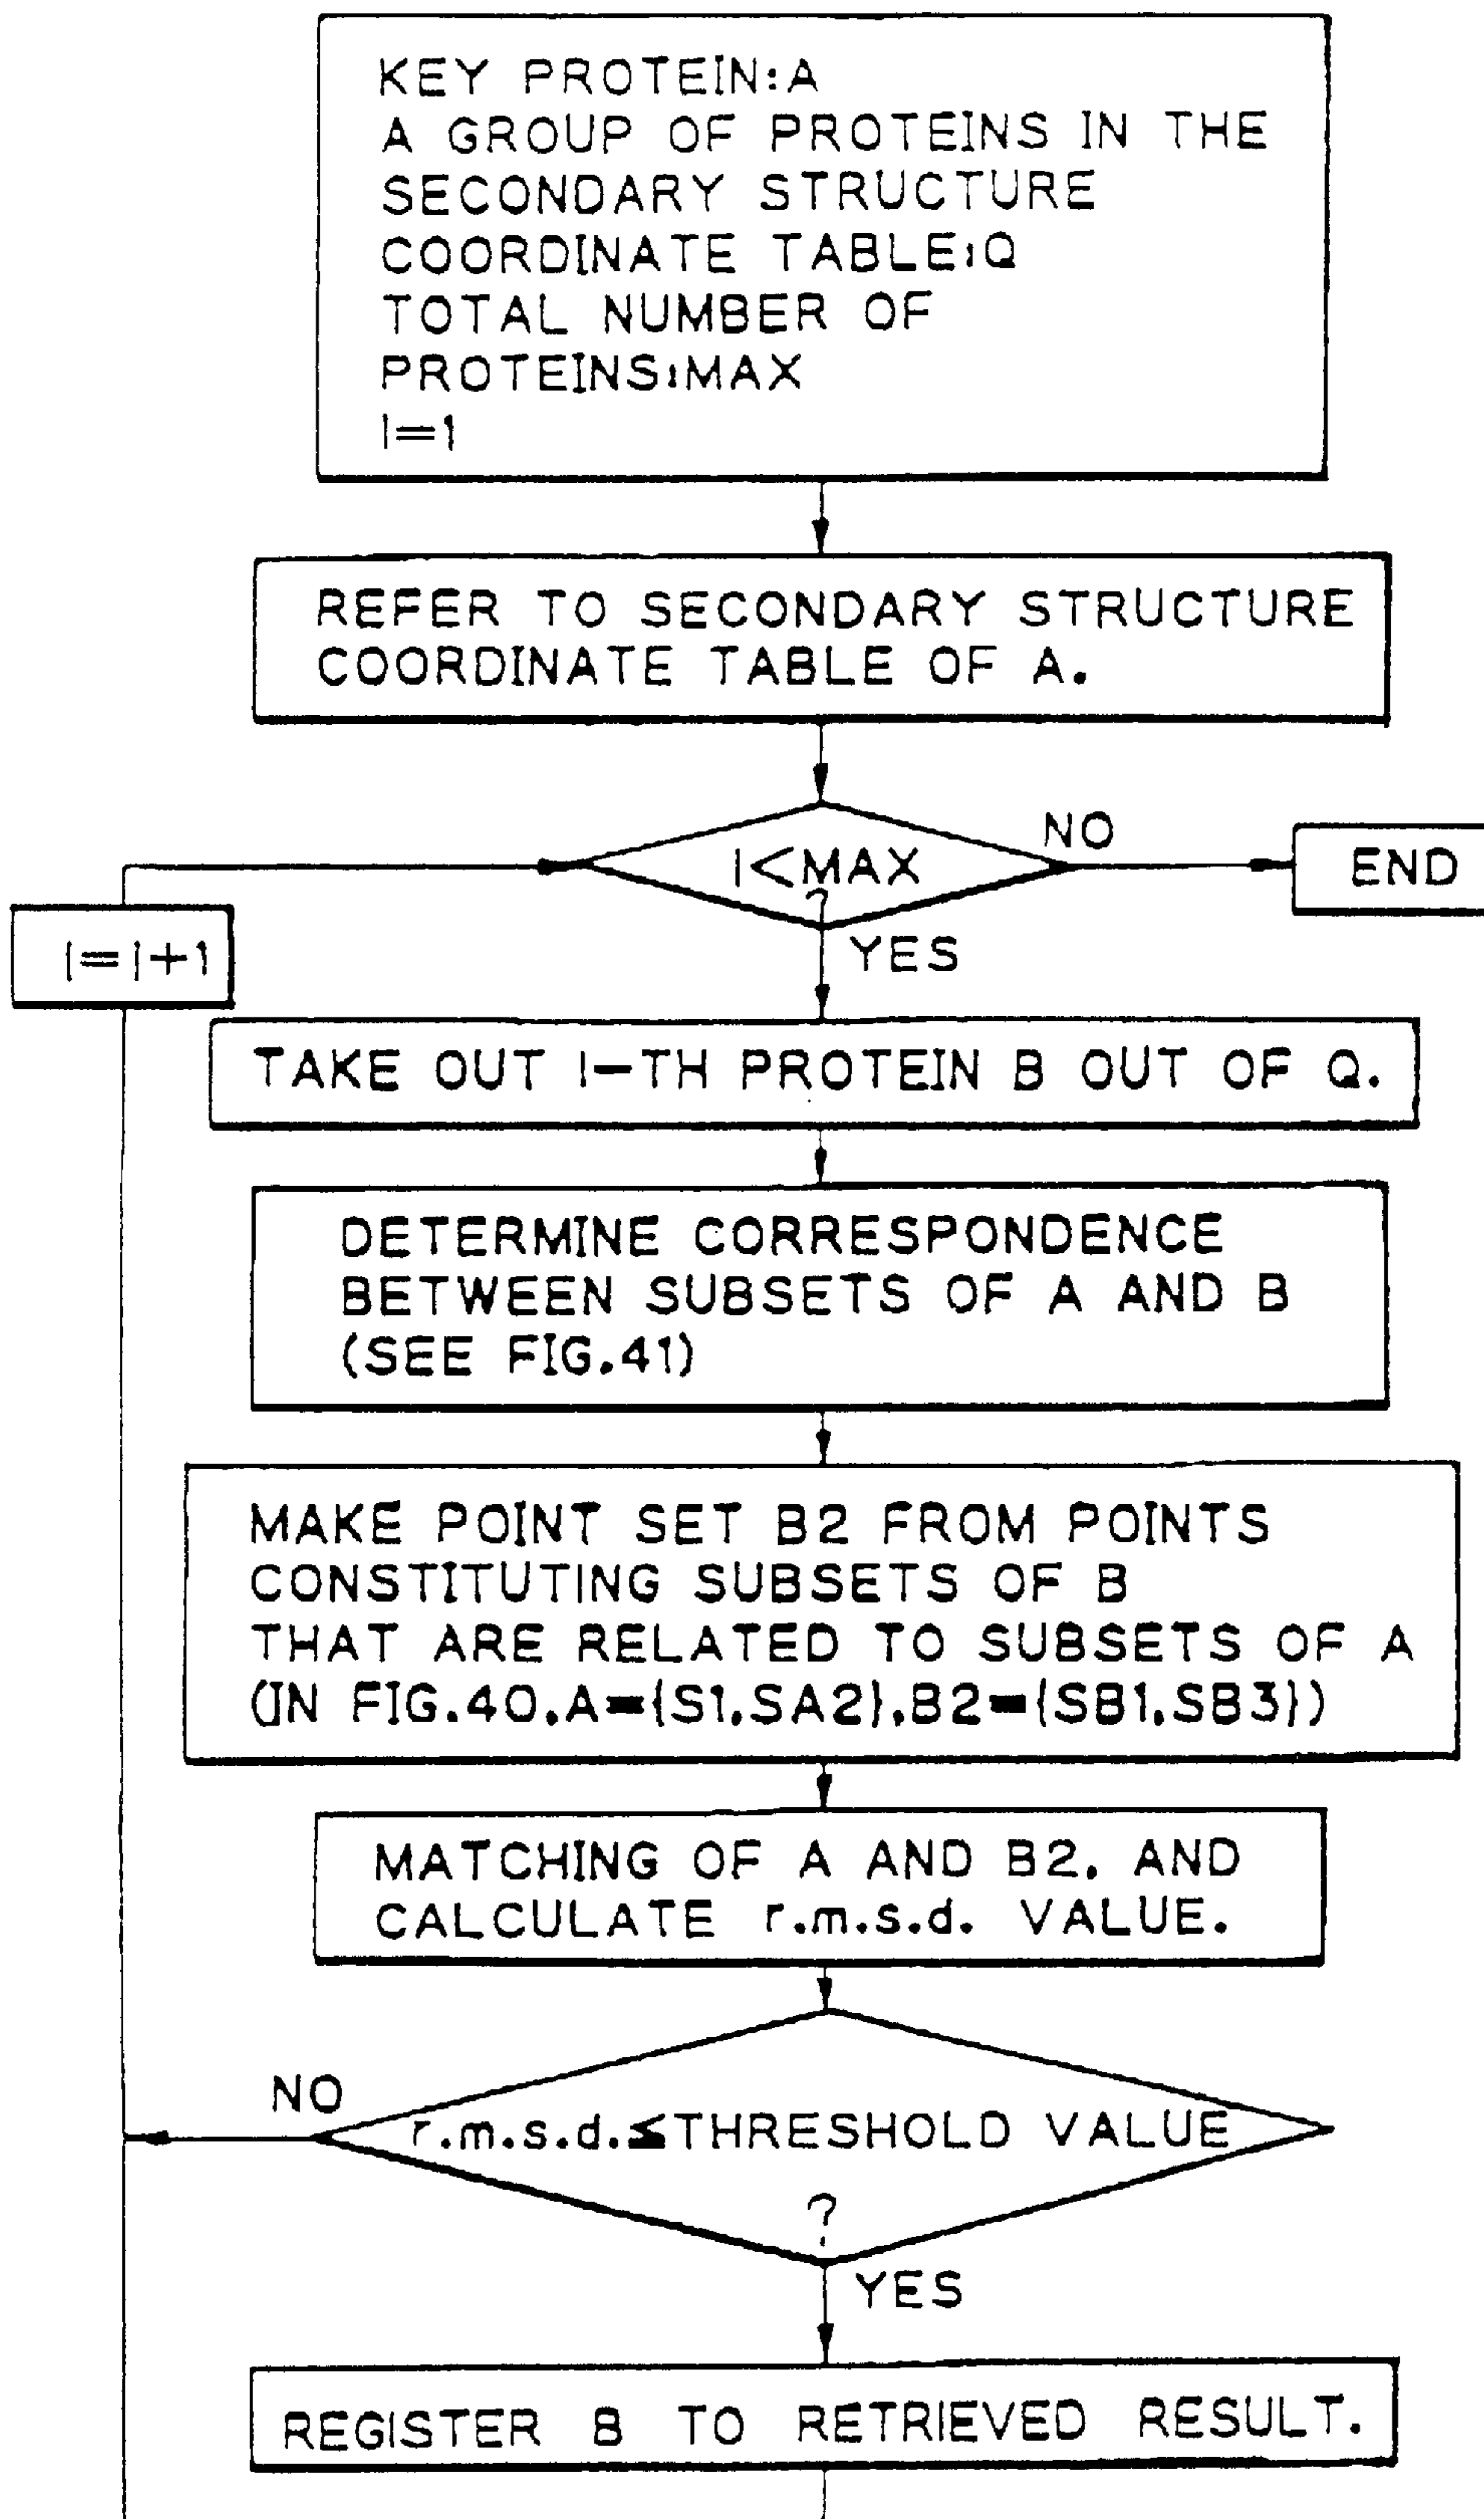 KEY PROTEIN:A
A GROUP OF PROTEINS IN THE
SECONDARY STRUCTURE
COORDINATE TABLE:Q
TOTAL NUMBER OF
PROTEINS:MAX
I=1
REFER TO SECONDARY STRUCTURE
COORDINATE TABLE OF A.
I<MAX
?
NO
END
YES
I=I+1
TAKE OUT I-TH PROTEIN B OUT OF Q.
DETERMINE CORRESPONDENCE
BETWEEN SUBSETS OF A AND B
(SEE FIG.41)
MAKE POINT SET B2 FROM POINTS
CONSTITUTING SUBSETS OF B
THAT ARE RELATED TO SUBSETS OF A
(IN FIG.40.A={S1.SA2}.B2={SB1.SB3})
MATCHING OF A AND B2. AND
CALCULATE r.m.s.d. VALUE.
NO
r.m.s.d.≦THRESHOLD VALUE
?
YES
REGISTER B TO RETRIEVED RESULT.